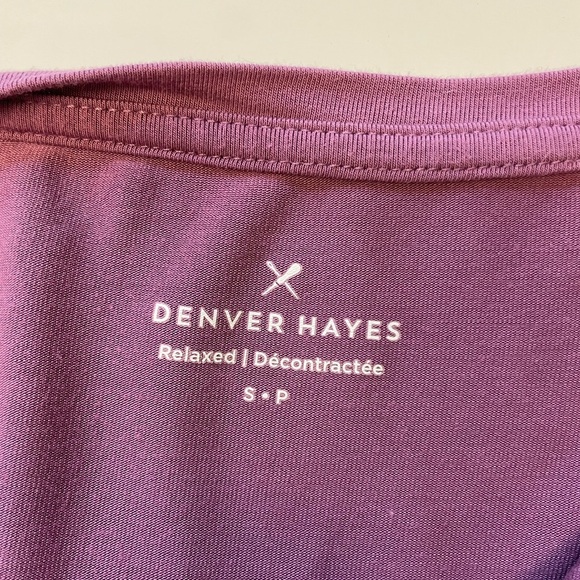 DENVER HAYES
Relaxed | Décontractée
S • P